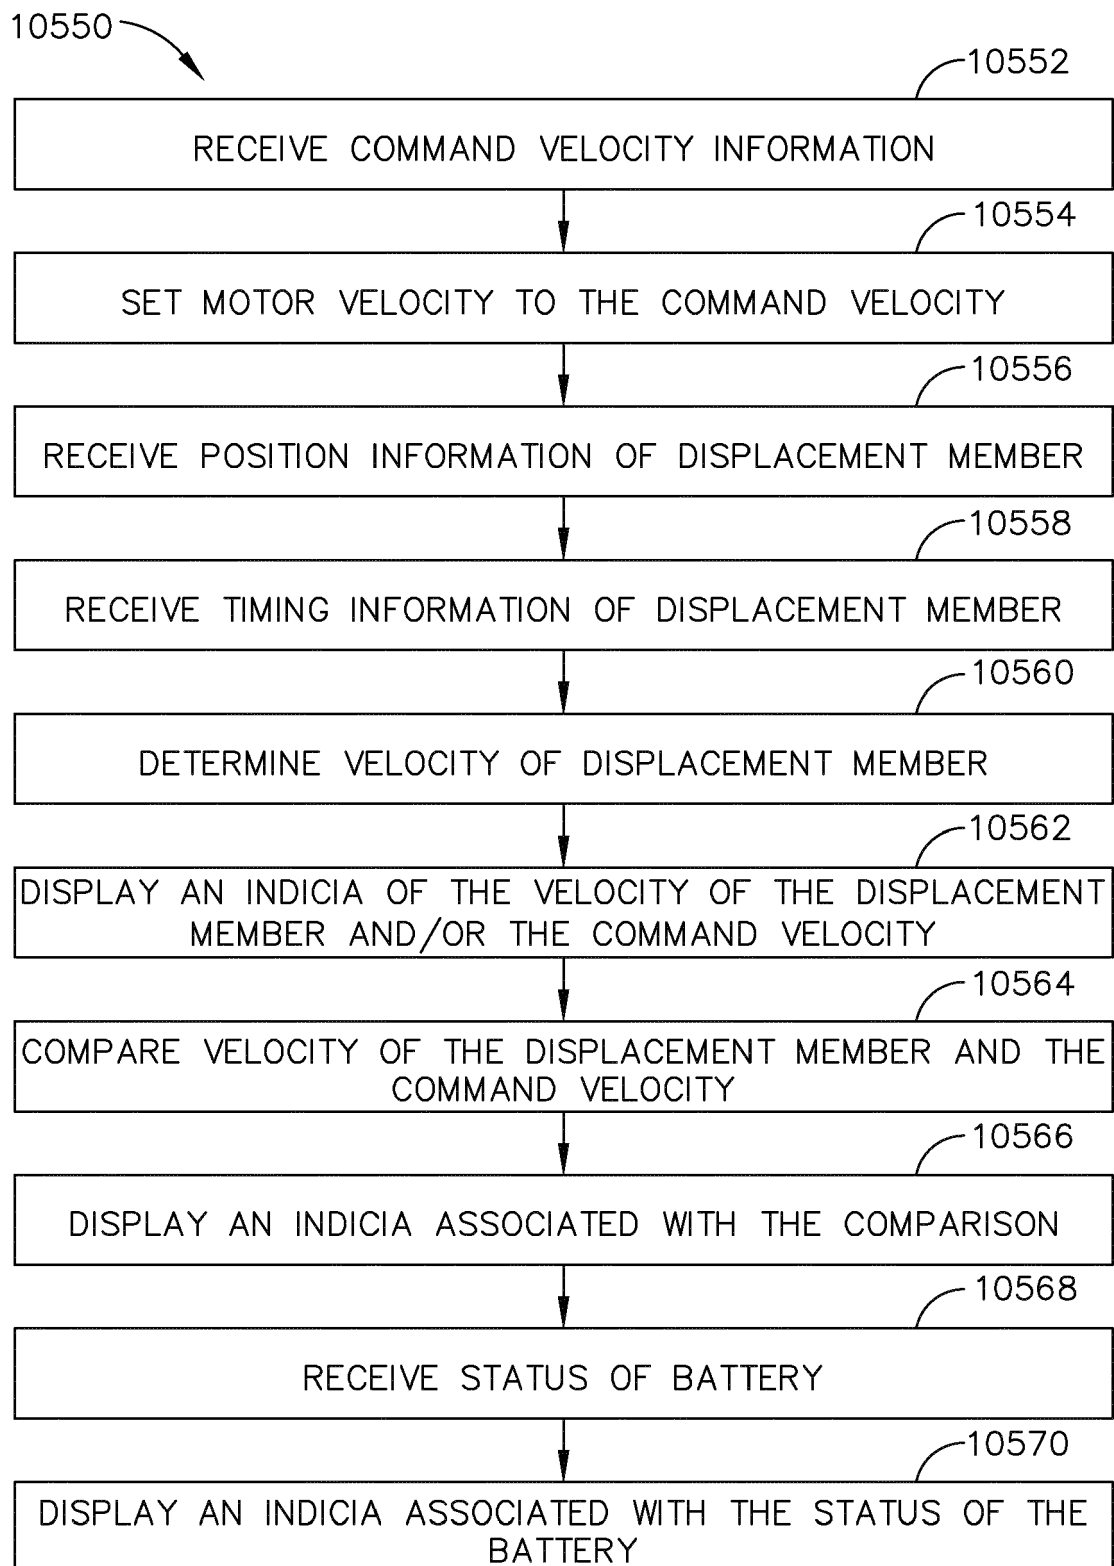 10550
10552
RECEIVE COMMAND VELOCITY INFORMATION
10554
SET MOTOR VELOCITY TO THE COMMAND VELOCITY
10556
RECEIVE POSITION INFORMATION OF DISPLACEMENT MEMBER
10558
RECEIVE TIMING INFORMATION OF DISPLACEMENT MEMBER
10560
DETERMINE VELOCITY OF DISPLACEMENT MEMBER
10562
DISPLAY AN INDICIA OF THE VELOCITY OF THE DISPLACEMENT
MEMBER AND/OR THE COMMAND VELOCITY
10564
COMPARE VELOCITY OF THE DISPLACEMENT MEMBER AND THE
COMMAND VELOCITY
10566
DISPLAY AN INDICIA ASSOCIATED WITH THE COMPARISON
10568
RECEIVE STATUS OF BATTERY
10570
DISPLAY AN INDICIA ASSOCIATED WITH THE STATUS OF THE
BATTERY